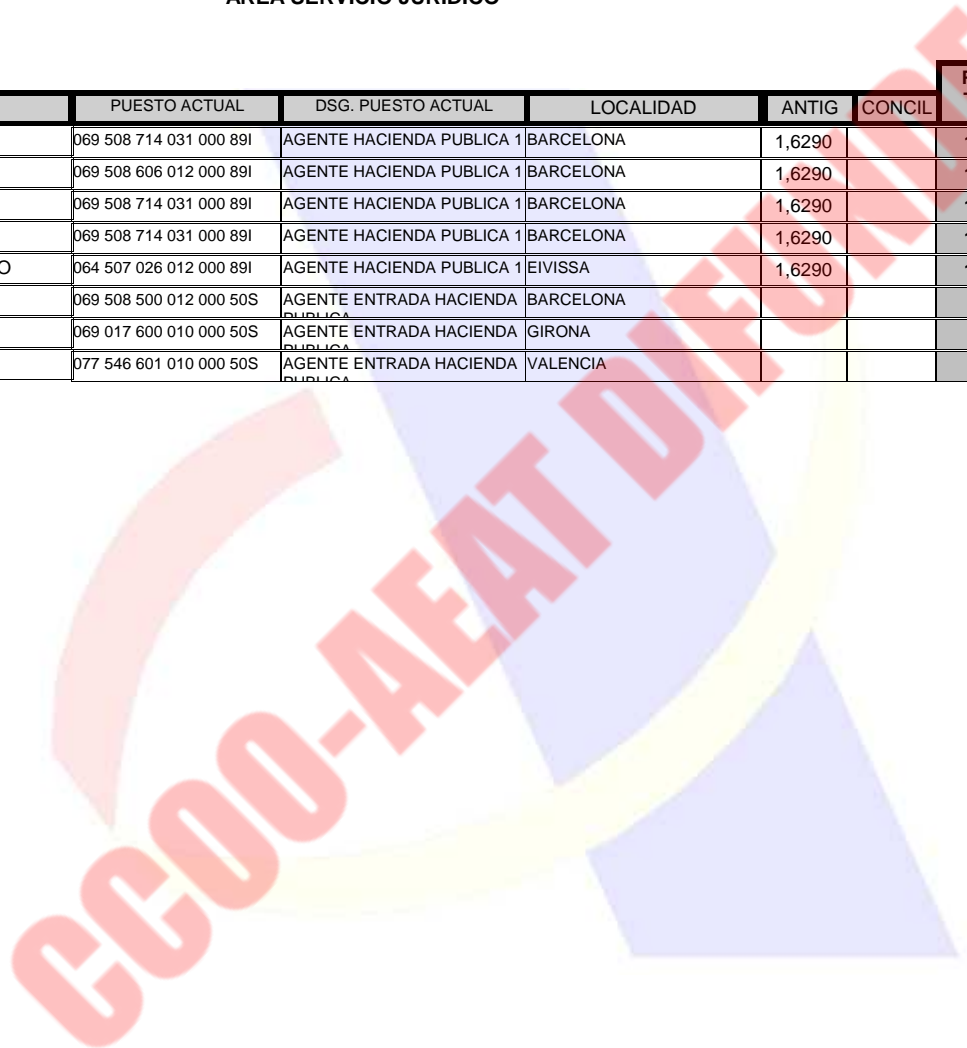 AREA SERVICIO JURIDICO
PUESTO ACTUAL DSG. PUESTO ACTUAL LOCALIDAD ANTIG CONCIL
069 508 714 031 000 89I AGENTE HACIENDA PUBLICA 1 BARCELONA 1,6290
069 508 606 012 000 89I AGENTE HACIENDA PUBLICA 1 BARCELONA 1,6290
069 508 714 031 000 89I AGENTE HACIENDA PUBLICA 1 BARCELONA 1,6290
069 508 714 031 000 89I AGENTE HACIENDA PUBLICA 1 BARCELONA 1,6290
O 064 507 026 012 000 89I AGENTE HACIENDA PUBLICA 1 EIVISSA 1,6290
069 508 500 012 000 50S AGENTE ENTRADA HACIENDA BARCELONA
PUBLICA
069 017 600 010 000 50S AGENTE ENTRADA HACIENDA GIRONA
PUBLICA
077 546 601 010 000 50S AGENTE ENTRADA HACIENDA VALENCIA
PUBLICA
CCOO-AEAT DIFUNDE